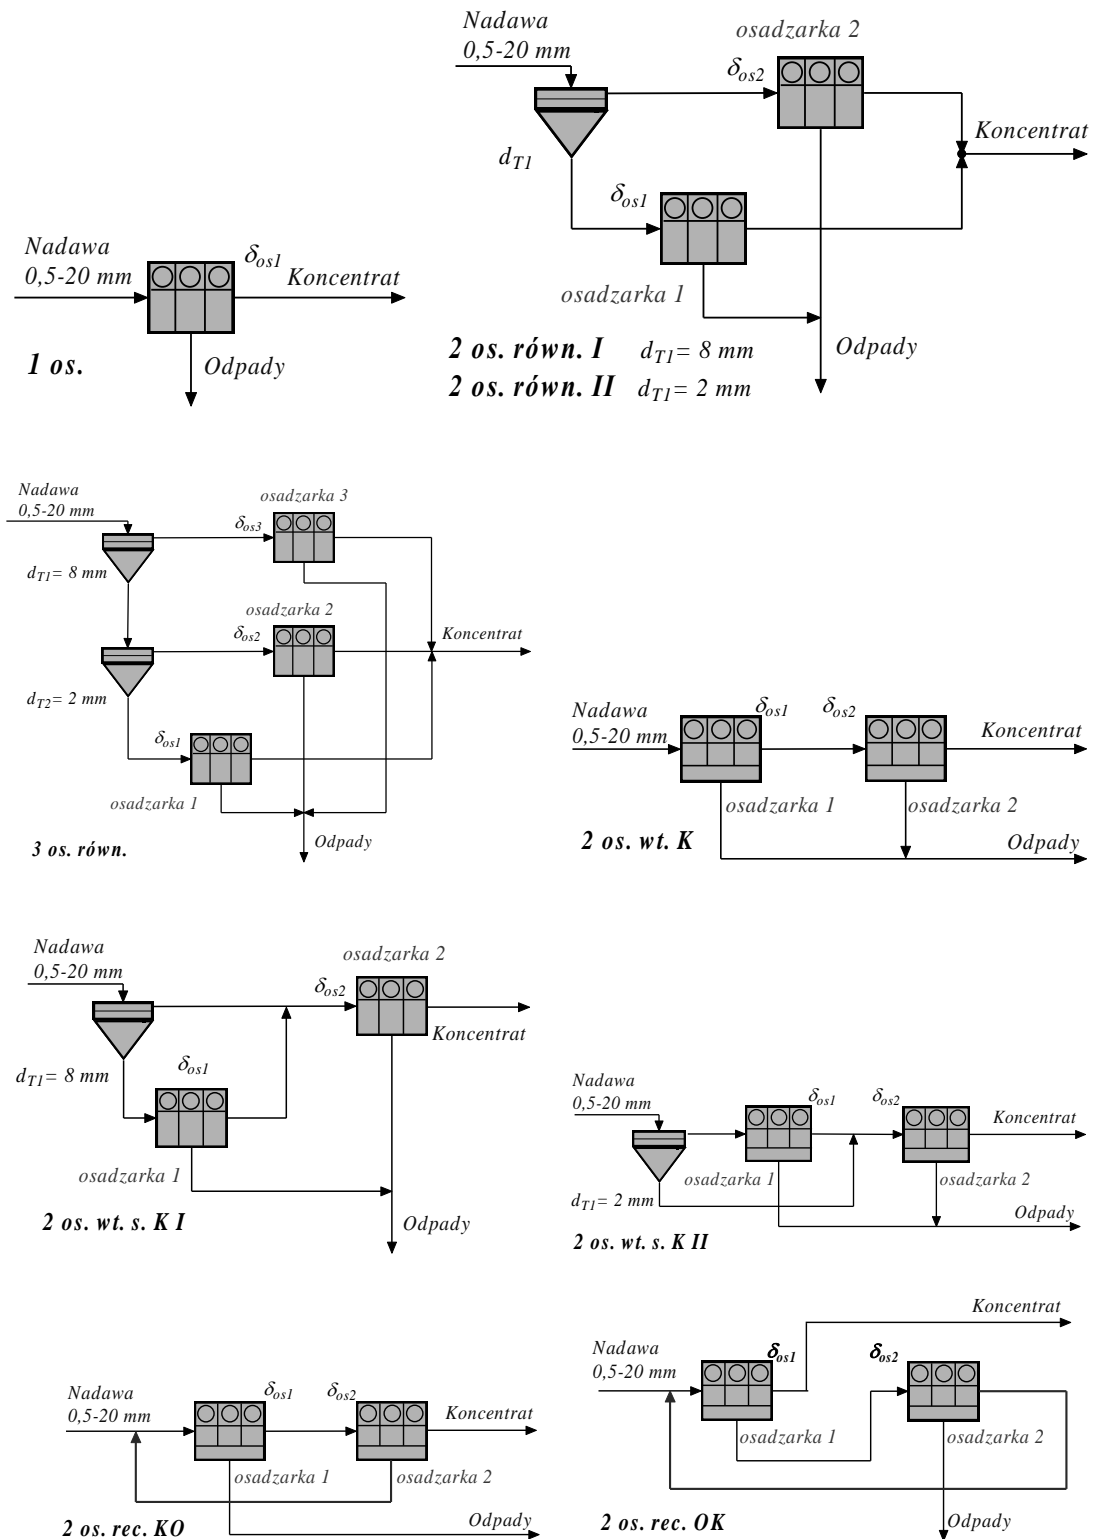 Nadawa
0,5-20 mm
δos1
Koncentrat
Odpady
1 os.
Nadawa
0,5-20 mm
osadzarka 2
δos2
dT1
Koncentrat
δos1
osadzarka 1
Odpady
2 os. równ. I dT1= 8 mm
2 os. równ. II dT1= 2 mm
Nadawa
0,5-20 mm
osadzarka 3
δos3
dT1= 8 mm
osadzarka 2
δos2
Koncentrat
dT2= 2 mm
δos1
osadzarka 1
Odpady
3 os. równ.
Nadawa
0,5-20 mm
δos1
δos2
Koncentrat
osadzarka 1
osadzarka 2
2 os. wt. K
Odpady
Nadawa
0,5-20 mm
osadzarka 2
δos2
Koncentrat
dT1= 8 mm
δos1
osadzarka 1
2 os. wt. s. K I
Odpady
Nadawa
0,5-20 mm
δos1
δos2
Koncentrat
osadzarka 1
osadzarka 2
dT1= 2 mm
Odpady
2 os. wt. s. K II
Nadawa
0,5-20 mm
δos1
δos2
Koncentrat
osadzarka 1
osadzarka 2
2 os. rec. KO
Odpady
Koncentrat
Nadawa
0,5-20 mm
δos1
δos2
osadzarka 1
osadzarka 2
2 os. rec. OK
Odpady